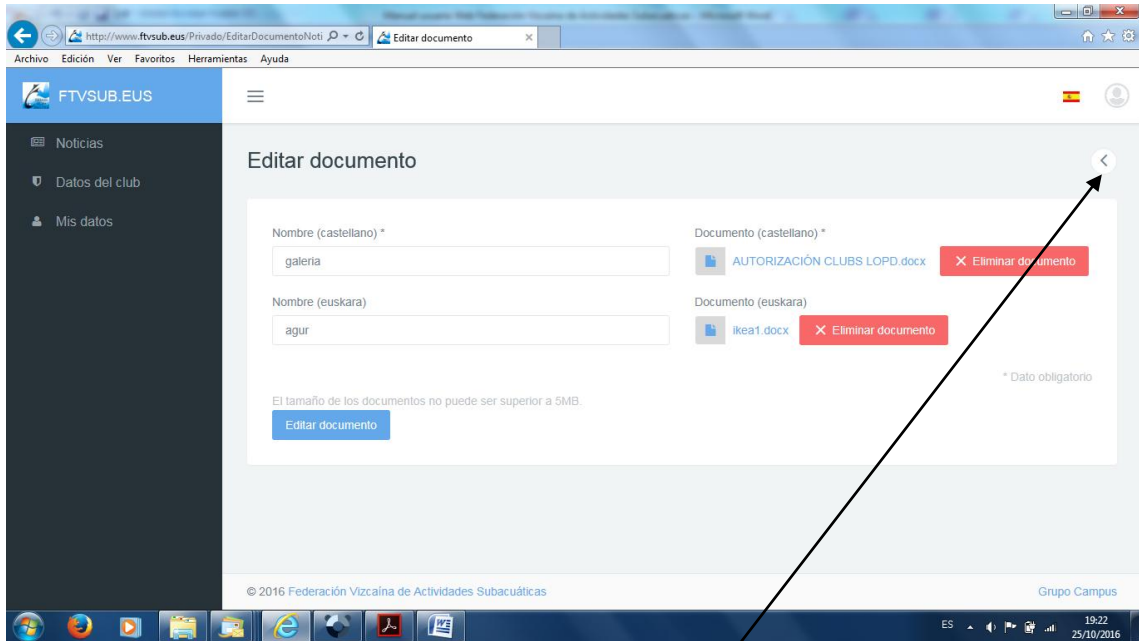 http://www.ftvsub.eus/Privado/EditarDocumentoNoti
Editar documento
Archivo Edición Ver Favoritos Herramientas Ayuda
FTVSUB.EUS
Noticias
Datos del club
Mis datos
Editar documento
Nombre (castellano) *
Documento (castellano) *
galeria
AUTORIZACIÓN CLUBS LOPD.docx
Eliminar documento
Nombre (euskara)
Documento (euskara)
agur
ikea1.docx
Eliminar documento
* Dato obligatorio
El tamaño de los documentos no puede ser superior a 5MB.
Editar documento
© 2016 Federación Vizcaína de Actividades Subacuáticas
Grupo Campus
ES
19:22
25/10/2016